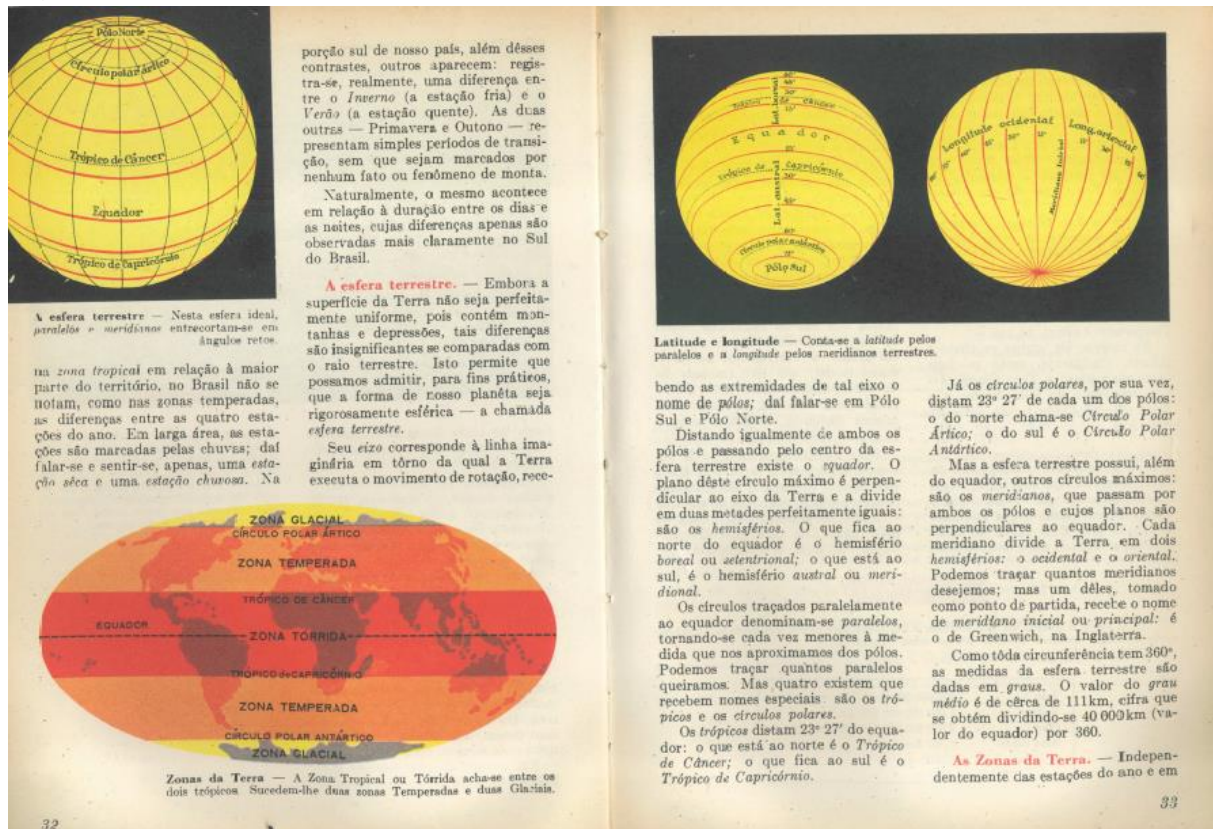 Pólo Norte
Círculo polar ártico
Trópico de Câncer
Equador
Trópico de Capricórnio
A esfera terrestre — Nesta esfera ideal,
paralelos e meridianos entrecortam-se em
ângulos retos.
na zona tropical em relação à maior
parte do território, no Brasil não se
notam, como nas zonas temperadas,
as diferenças entre as quatro esta-
ções do ano. Em larga área, as esta-
ções são marcadas pelas chuvas; daí
falar-se e sentir-se, apenas, uma esta-
ção sêca e uma estação chuvosa. Na
porção sul de nosso país, além dêsses
contrastes, outros aparecem: regis-
tra-se, realmente, uma diferença en-
tre o Inverno (a estação fria) e o
Verão (a estação quente). As duas
outras — Primavera e Outono — re-
presentam simples períodos de transi-
ção, sem que sejam marcados por
nenhum fato ou fenômeno de monta.
Naturalmente, o mesmo acontece
em relação à duração entre os dias e
as noites, cujas diferenças apenas são
observadas mais claramente no Sul
do Brasil.
A esfera terrestre. — Embora a
superfície da Terra não seja perfeita-
mente uniforme, pois contém mon-
tanhas e depressões, tais diferenças
são insignificantes se comparadas com
o raio terrestre. Isto permite que
possamos admitir, para fins práticos,
que a forma de nosso planêta seja
rigorosamente esférica — a chamada
esfera terrestre.
Seu eixo corresponde à linha ima-
ginária em tôrno da qual a Terra
executa o movimento de rotação, rece-
ZONA GLACIAL
CÍRCULO POLAR ÁRTICO
ZONA TEMPERADA
TRÓPICO DE CÂNCER
EQUADOR
ZONA TÓRRIDA
TRÓPICO de CAPRICÓRNIO
ZONA TEMPERADA
CÍRCULO POLAR ANTÁRTICO
ZONA GLACIAL
Zonas da Terra — A Zona Tropical ou Tórrida acha-se entre os
dois trópicos. Sucedem-lhe duas zonas Temperadas e duas Glaciais.
32
Lat. boreal
Trópico de câncer
15°
Equador
15°
Trópico de Capricórnio
30°
Lat. austral
45°
60°
Círculo polar antártico
75°
Pólo Sul
Longitude ocidental
Long. oriental
meridiano inicial
Latitude e longitude — Conta-se a latitude pelos
paralelos e a longitude pelos meridianos terrestres.
bendo as extremidades de tal eixo o
nome de pólos; daí falar-se em Pólo
Sul e Pólo Norte.
Distando igualmente de ambos os
pólos e passando pelo centro da es-
fera terrestre existe o equador. O
plano dêste círculo máximo é perpen-
dicular ao eixo da Terra e a divide
em duas metades perfeitamente iguais:
são os hemisférios. O que fica ao
norte do equador é o hemisfério
boreal ou setentrional; o que está ao
sul, é o hemisfério austral ou meri-
dional.
Os círculos traçados paralelamente
ao equador denominam-se paralelos,
tornando-se cada vez menores à me-
dida que nos aproximamos dos pólos.
Podemos traçar quantos paralelos
queiramos. Mas quatro existem que
recebem nomes especiais são os tró-
picos e os círculos polares.
Os trópicos distam 23° 27' do equa-
dor: o que está ao norte é o Trópico
de Câncer; o que fica ao sul é o
Trópico de Capricórnio.
Já os círculos polares, por sua vez,
distam 23° 27' de cada um dos pólos:
o do norte chama-se Círculo Polar
Ártico; o do sul é o Círculo Polar
Antártico.
Mas a esfera terrestre possui, além
do equador, outros círculos máximos:
são os meridianos, que passam por
ambos os pólos e cujos planos são
perpendiculares ao equador. Cada
meridiano divide a Terra em dois
hemisférios: o ocidental e o oriental.
Podemos traçar quantos meridianos
desejemos; mas um dêles, tomado
como ponto de partida, recebe o nome
de meridiano inicial ou principal: é
o de Greenwich, na Inglaterra.
Como tôda circunferência tem 360°,
as medidas da esfera terrestre são
dadas em graus. O valor do grau
médio é de cêrca de 111km, cifra que
se obtém dividindo-se 40 000km (va-
lor do equador) por 360.
As Zonas da Terra. — Indepen-
dentemente das estações do ano e em
33